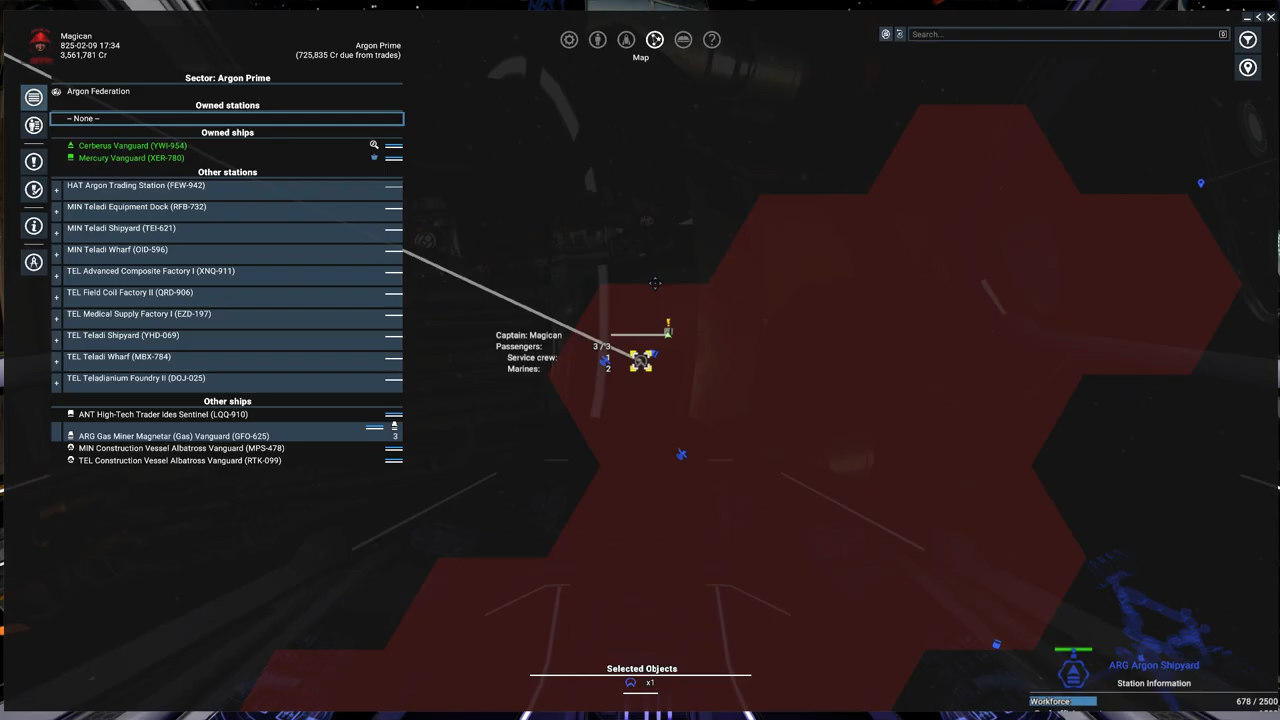 Magican
825-02-09 17:34
3,561,781 Cr
Argon Prime
(725,835 Cr due from trades)
Map
Search...
Sector: Argon Prime
Argon Federation
Owned stations
-- None --
Owned ships
Cerberus Vanguard (YWI-954)
Mercury Vanguard (XER-780)
Other stations
HAT Argon Trading Station (FEW-942)
MIN Teladi Equipment Dock (RFB-732)
MIN Teladi Shipyard (TEI-621)
MIN Teladi Wharf (OID-596)
TEL Advanced Composite Factory I (XNQ-911)
TEL Field Coil Factory II (QRD-906)
TEL Medical Supply Factory I (EZD-197)
TEL Teladi Shipyard (YHD-069)
TEL Teladi Wharf (MBX-784)
TEL Teladianium Foundry II (DOJ-025)
Other ships
ANT High-Tech Trader Ides Sentinel (LQQ-910)
ARG Gas Miner Magnetar (Gas) Vanguard (GFO-625)
3
MIN Construction Vessel Albatross Vanguard (MPS-478)
TEL Construction Vessel Albatross Vanguard (RTK-099)
Captain: Magican
Passengers: 3 / 3
Service crew: 1
Marines: 2
Selected Objects
x1
ARG Argon Shipyard
Station Information
Workforce: 678 / 2500